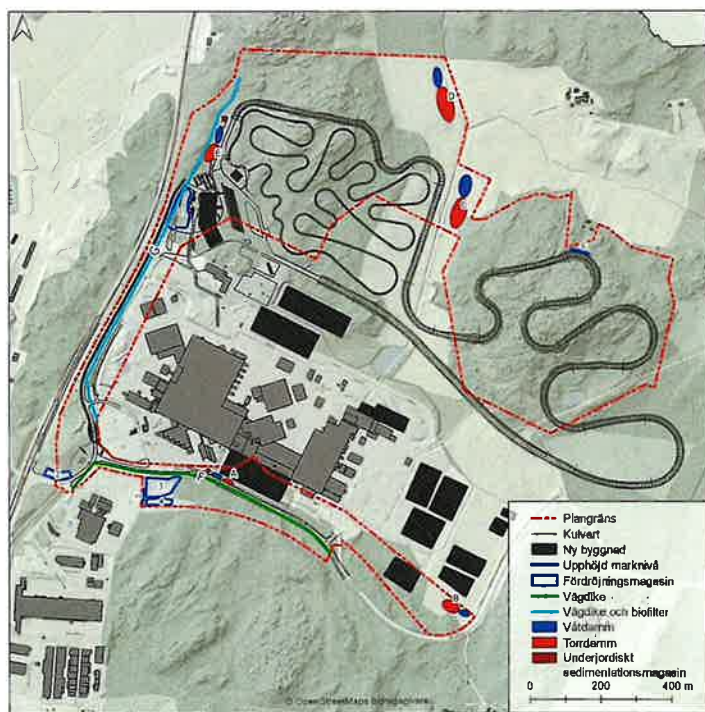 D
F
A
B
Plangräns
Kulvert
Ny byggnad
Upphöjd marknivå
Fördröjningsmagasin
Vägdike
Vägdike och biofilter
Våtdamm
Torrdamm
Underjordiskt
sedimentationsmagasin
0 200 400 m
© OpenStreetMaps bidragsgivare